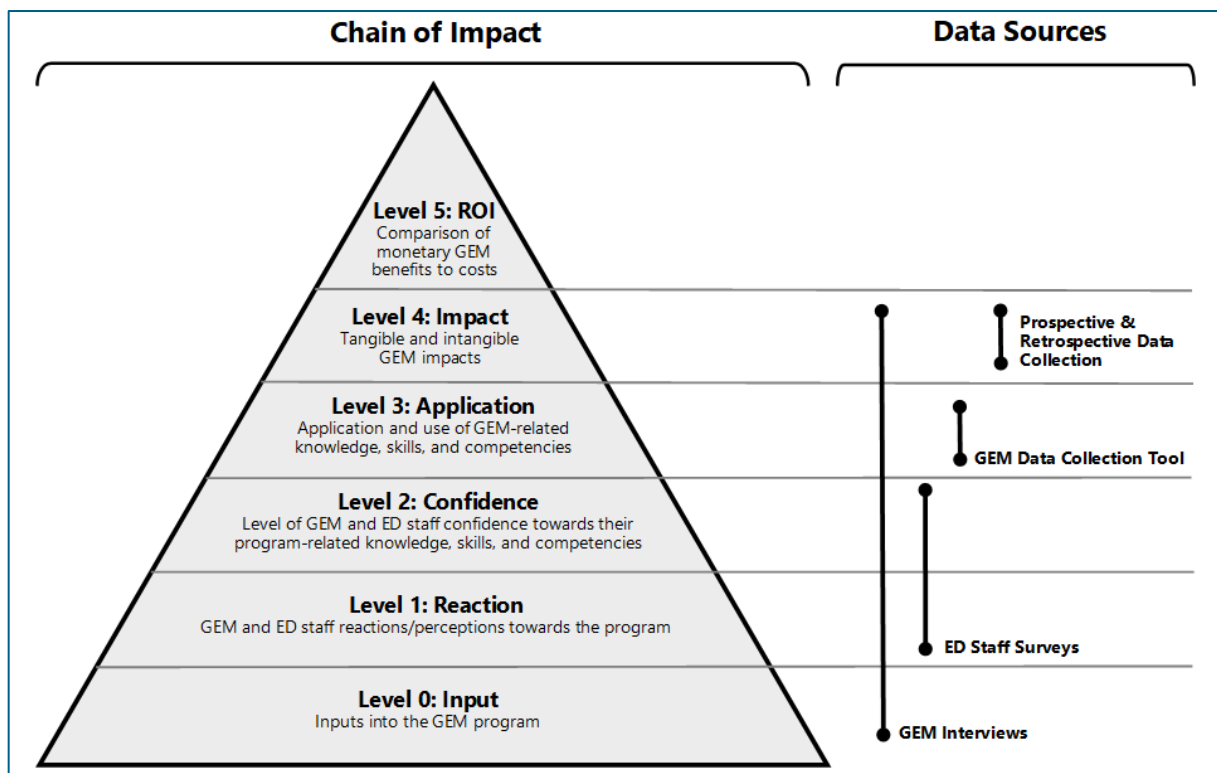 Chain of Impact
Data Sources
Level 5: ROI
Comparison of
monetary GEM
benefits to costs
Level 4: Impact
Tangible and intangible
GEM impacts
Prospective &
Retrospective Data
Collection
Level 3: Application
Application and use of GEM-related
knowledge, skills, and competencies
GEM Data Collection Tool
Level 2: Confidence
Level of GEM and ED staff confidence towards their
program-related knowledge, skills, and competencies
Level 1: Reaction
GEM and ED staff reactions/perceptions towards the program
ED Staff Surveys
Level 0: Input
Inputs into the GEM program
GEM Interviews